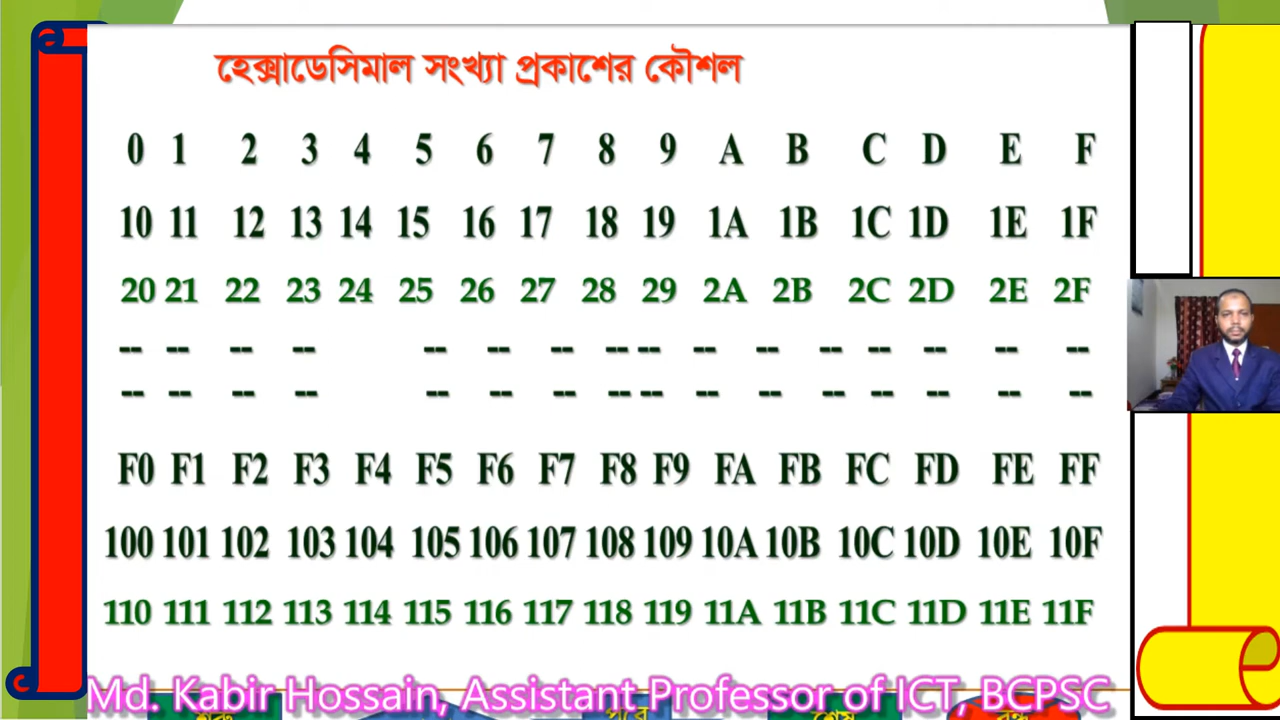 হেক্সাডেসিমাল সংখ্যা প্রকাশের কৌশল
0 1 2 3 4 5 6 7 8 9 A B C D E F
10 11 12 13 14 15 16 17 18 19 1A 1B 1C 1D 1E 1F
20 21 22 23 24 25 26 27 28 29 2A 2B 2C 2D 2E 2F
-- -- -- -- -- -- -- -- -- -- -- -- -- -- -- --
-- -- -- -- -- -- -- -- -- -- -- -- -- -- -- --
F0 F1 F2 F3 F4 F5 F6 F7 F8 F9 FA FB FC FD FE FF
100 101 102 103 104 105 106 107 108 109 10A 10B 10C 10D 10E 10F
110 111 112 113 114 115 116 117 118 119 11A 11B 11C 11D 11E 11F
Md. Kabir Hossain, Assistant Professor of ICT, BCPSC